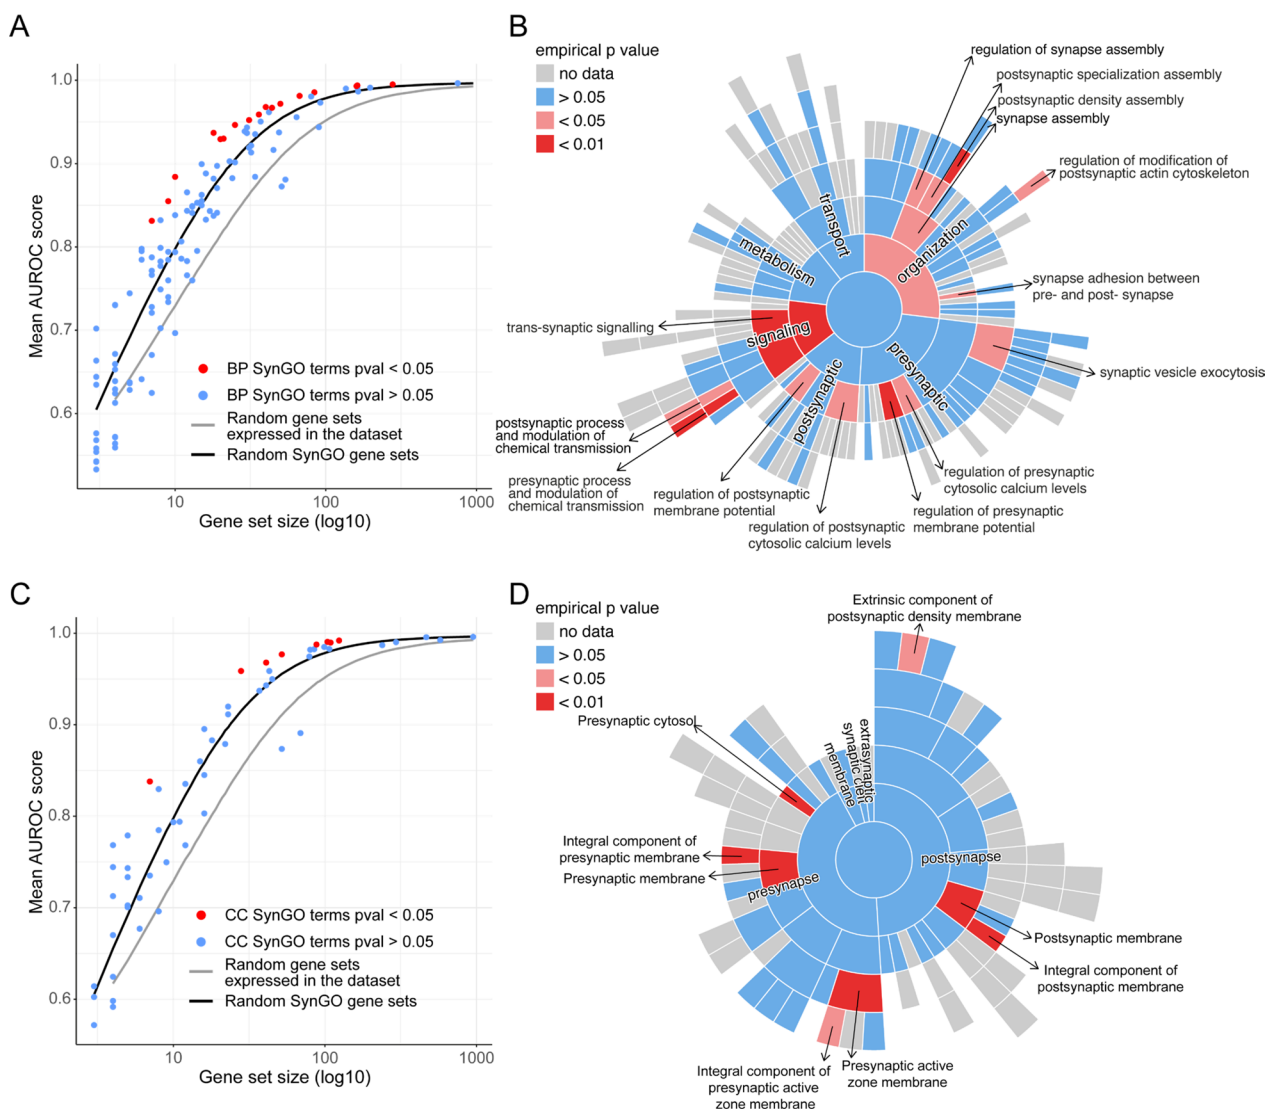 A
1.0
0.9
0.8
0.7
0.6
Mean AUROC score
10
100
1000
Gene set size (log10)
BP SynGO terms pval < 0.05
BP SynGO terms pval > 0.05
Random gene sets
expressed in the dataset
Random SynGO gene sets
B
empirical p value
no data
> 0.05
< 0.05
< 0.01
regulation of synapse assembly
postsynaptic specialization assembly
postsynaptic density assembly
synapse assembly
regulation of modification of
postsynaptic actin cytoskeleton
synapse adhesion between
pre- and post- synapse
synaptic vesicle exocytosis
regulation of presynaptic
cytosolic calcium levels
regulation of presynaptic
membrane potential
regulation of postsynaptic
cytosolic calcium levels
regulation of postsynaptic
membrane potential
presynaptic process
and modulation of
chemical transmission
postsynaptic process
and modulation of
chemical transmission
trans-synaptic signalling
transport
organization
metabolism
signaling
postsynaptic
presynaptic
C
1.0
0.9
0.8
0.7
0.6
Mean AUROC score
10
100
1000
Gene set size (log10)
CC SynGO terms pval < 0.05
CC SynGO terms pval > 0.05
Random gene sets
expressed in the dataset
Random SynGO gene sets
D
empirical p value
no data
> 0.05
< 0.05
< 0.01
Extrinsic component of
postsynaptic density membrane
Presynaptic cytosol
Integral component of
presynaptic membrane
Presynaptic membrane
Postsynaptic membrane
Integral component of
postsynaptic membrane
Integral component of
presynaptic active
zone membrane
Presynaptic active
zone membrane
membrane
synaptic cleft
extrasynaptic
postsynapse
presynapse